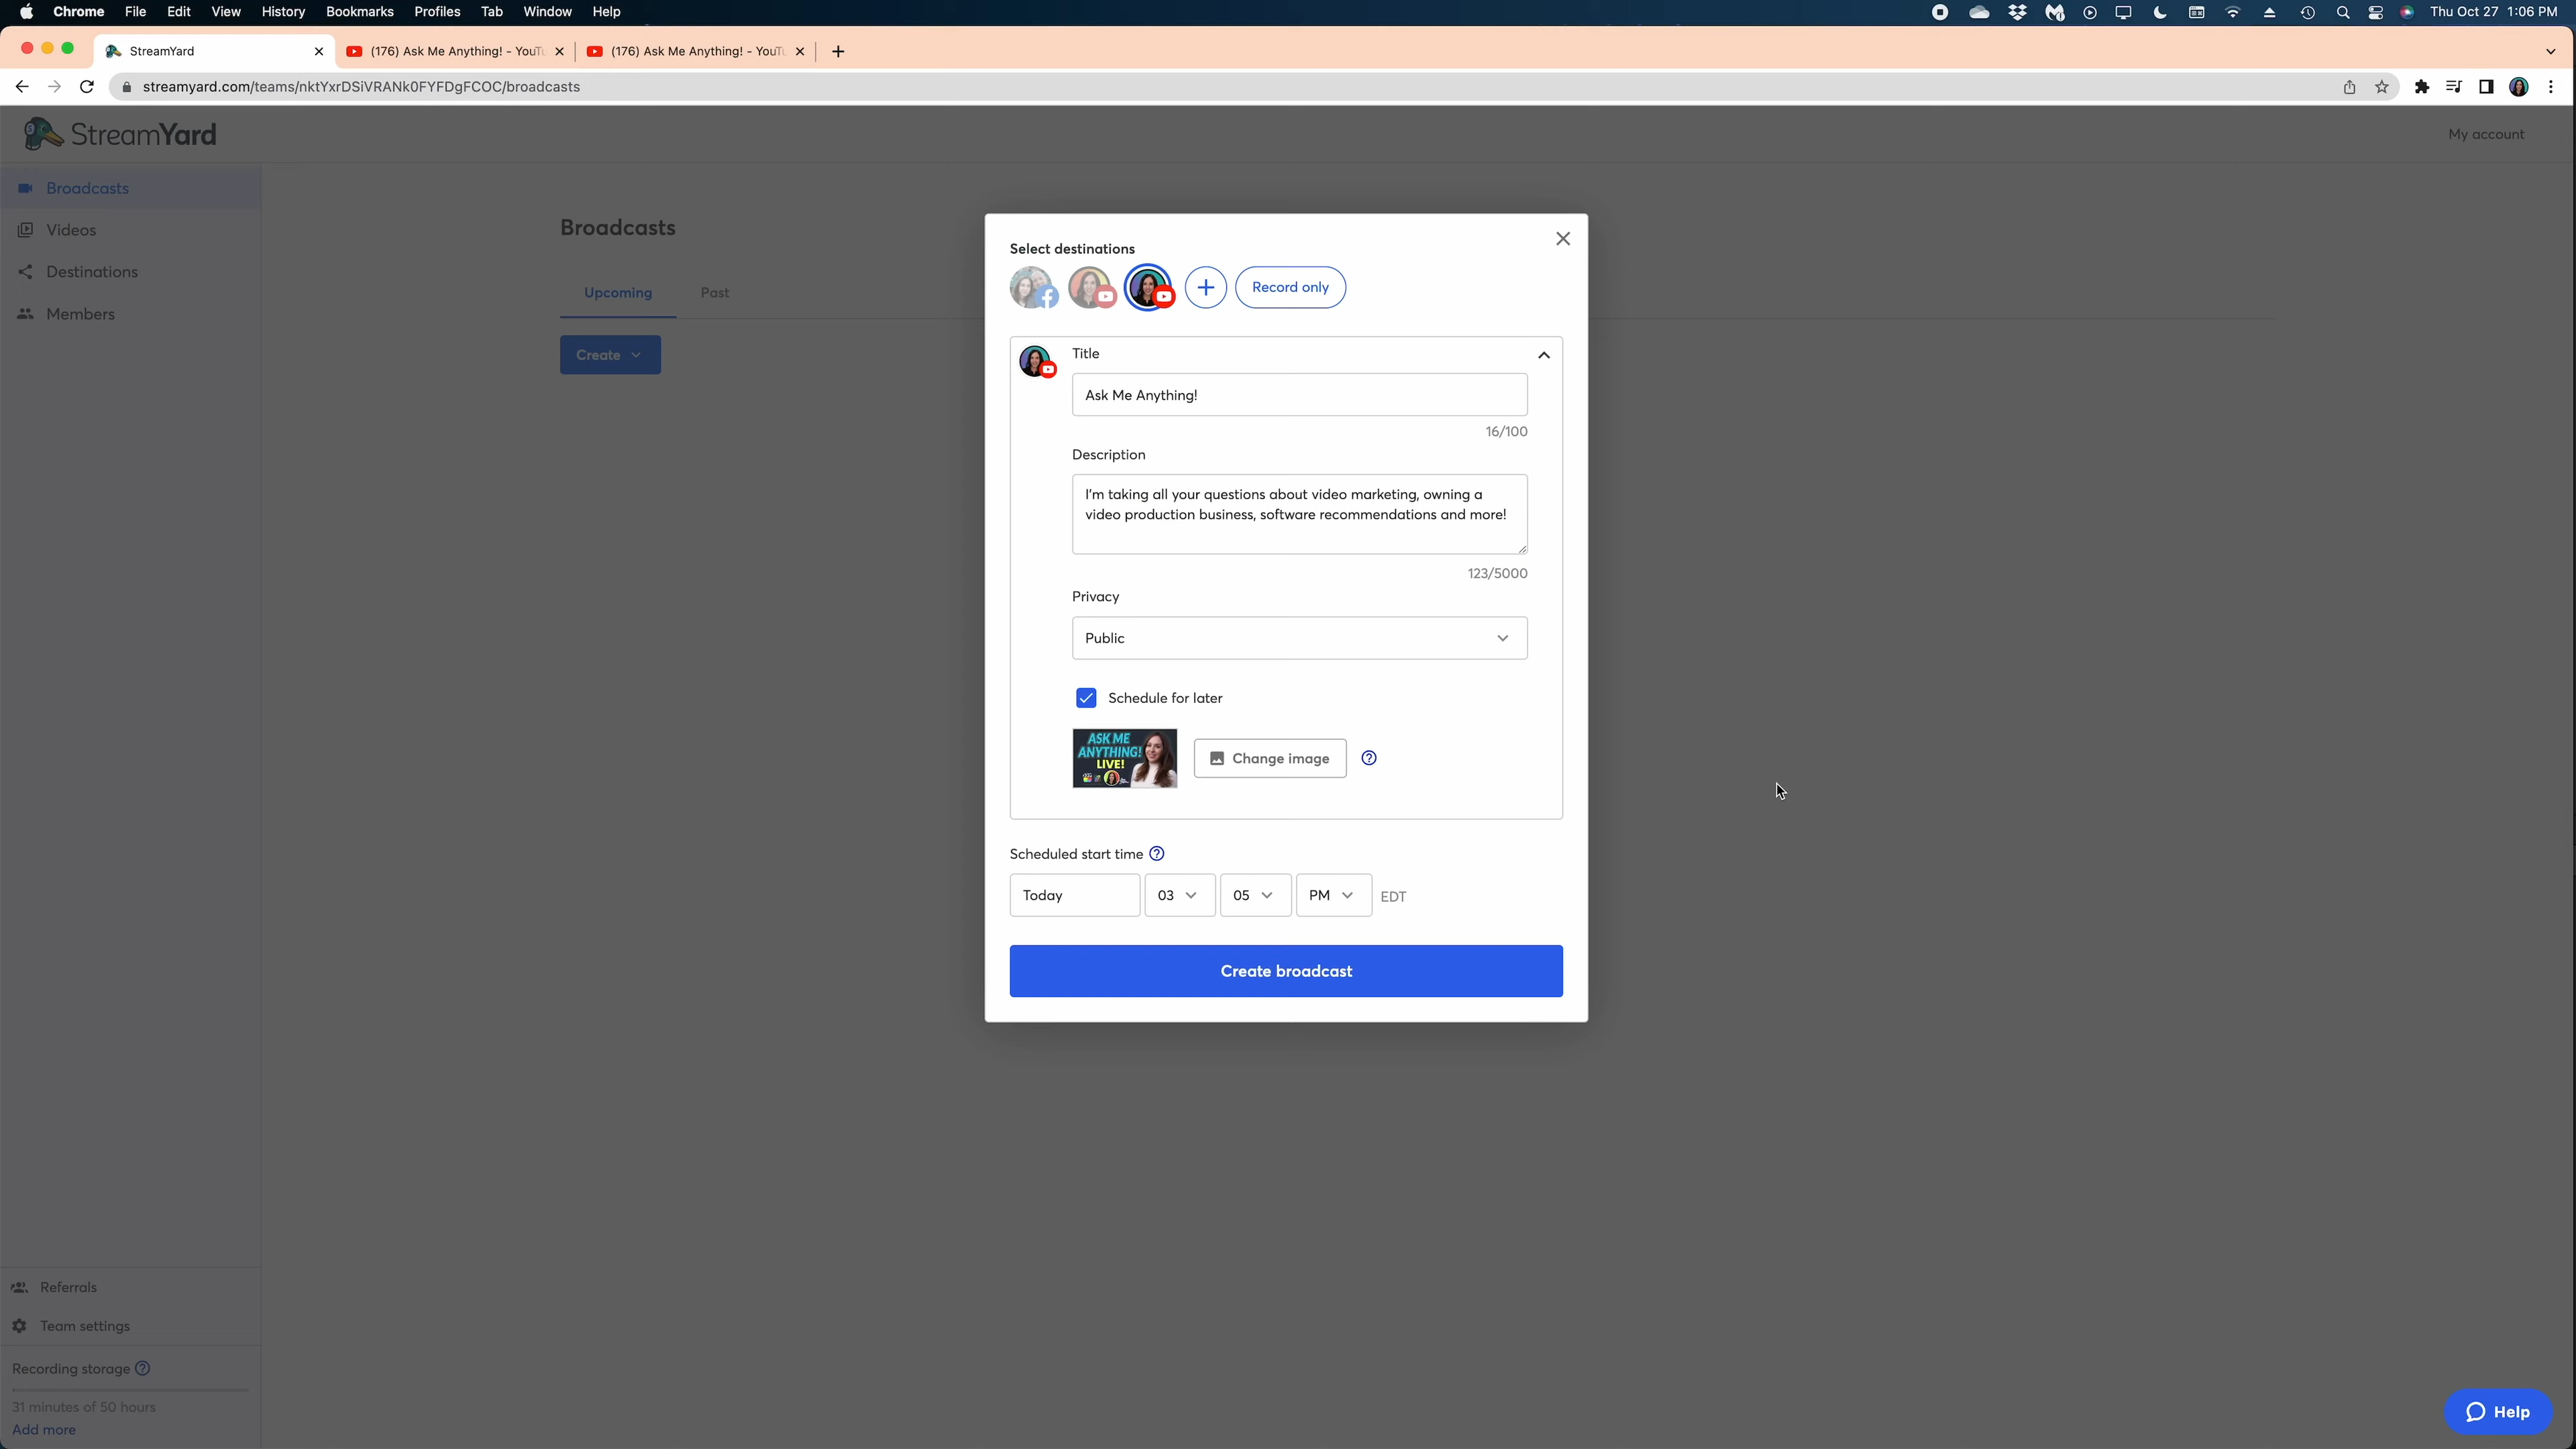 Chrome File Edit View History Bookmarks Profiles Tab Window Help Thu Oct 27 1:06 PM
StreamYard (176) Ask Me Anything! - YouTu (176) Ask Me Anything! - YouTu
streamyard.com/teams/nktYxrDSiVRANk0FYFDgFCOC/broadcasts
StreamYard My account
Broadcasts
Videos
Destinations
Members
Broadcasts
Upcoming Past
Create
Select destinations
Record only
Title
Ask Me Anything!
16/100
Description
I'm taking all your questions about video marketing, owning a
video production business, software recommendations and more!
123/5000
Privacy
Public
Schedule for later
ASK ME
ANYTHING!
LIVE!
Change image
Scheduled start time
Today 03 05 PM EDT
Create broadcast
Referrals
Team settings
Recording storage
31 minutes of 50 hours
Add more
Help